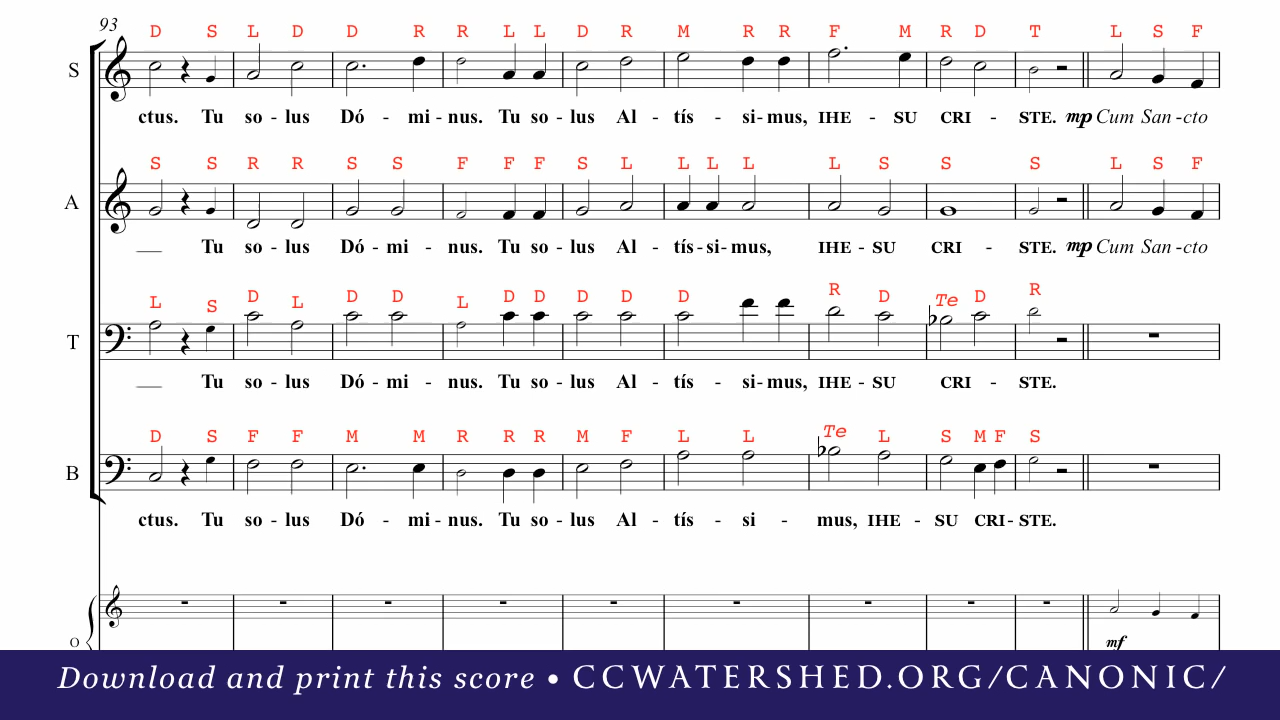 93
D S L D D R R L L D R M R R F M R D T L S F
S
ctus. Tu so - lus Dó - mi - nus. Tu so - lus Al - tís - si - mus, IHE - SU CRI - STE. mp Cum San - cto
S S R R S S F F F S L L L L L S S S L S F
A
Tu so - lus Dó - mi - nus. Tu so - lus Al - tís - si - mus, IHE - SU CRI - STE. mp Cum San - cto
L S D L D D L D D D D D R D Te D R
T
Tu so - lus Dó - mi - nus. Tu so - lus Al - tís - si - mus, IHE - SU CRI - STE.
D S F F M M R R R M F L L Te L S M F S
B
ctus. Tu so - lus Dó - mi - nus. Tu so - lus Al - tís - si - mus, IHE - SU CRI - STE.
O
mf
Download and print this score • CCWATERSHED.ORG/CANONIC/